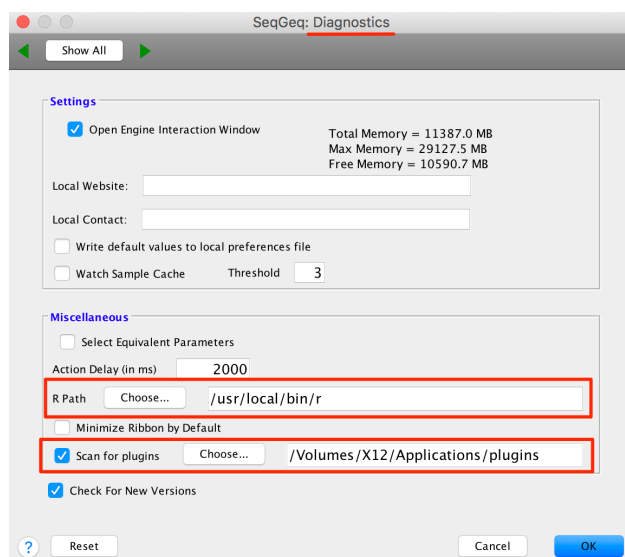 SeqGeq: Diagnostics
Show All
Settings
Open Engine Interaction Window
Total Memory = 11387.0 MB
Max Memory = 29127.5 MB
Free Memory = 10590.7 MB
Local Website:
Local Contact:
Write default values to local preferences file
Watch Sample Cache Threshold 3
Miscellaneous
Select Equivalent Parameters
Action Delay (in ms) 2000
R Path Choose... /usr/local/bin/r
Minimize Ribbon by Default
Scan for plugins Choose... /Volumes/X12/Applications/plugins
Check For New Versions
? Reset Cancel OK